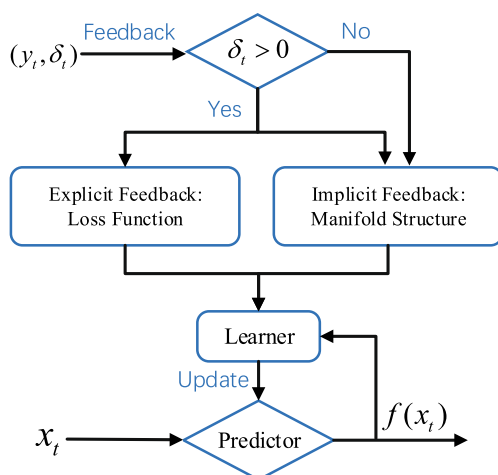 Feedback
(y_t, δ_t)
δ_t > 0
No
Yes
Explicit Feedback:
Loss Function
Implicit Feedback:
Manifold Structure
Learner
Update
f(x_t)
x_t
Predictor